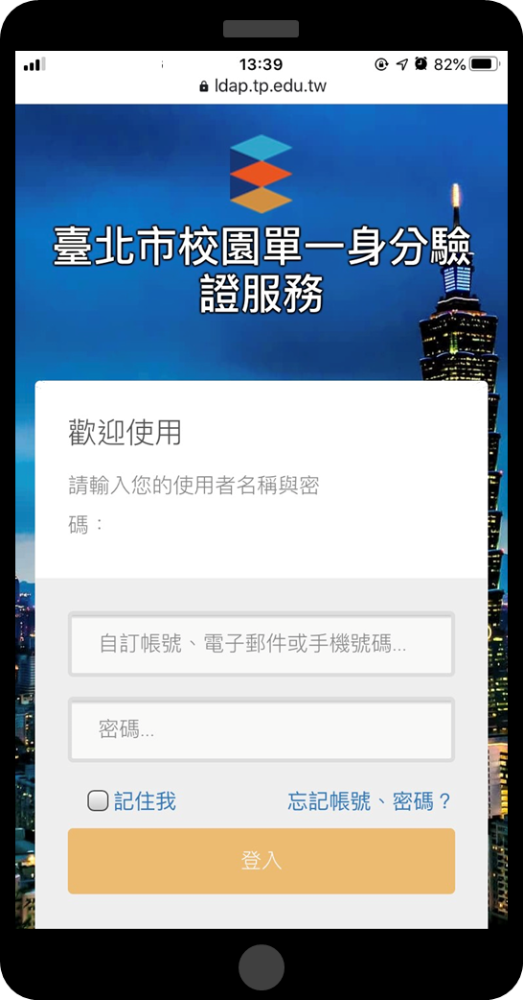 13:39
82%
ldap.tp.edu.tw
臺北市校園單一身分驗
證服務
歡迎使用
請輸入您的使用者名稱與密
碼：
自訂帳號、電子郵件或手機號碼...
密碼...
記住我
忘記帳號、密碼？
登入